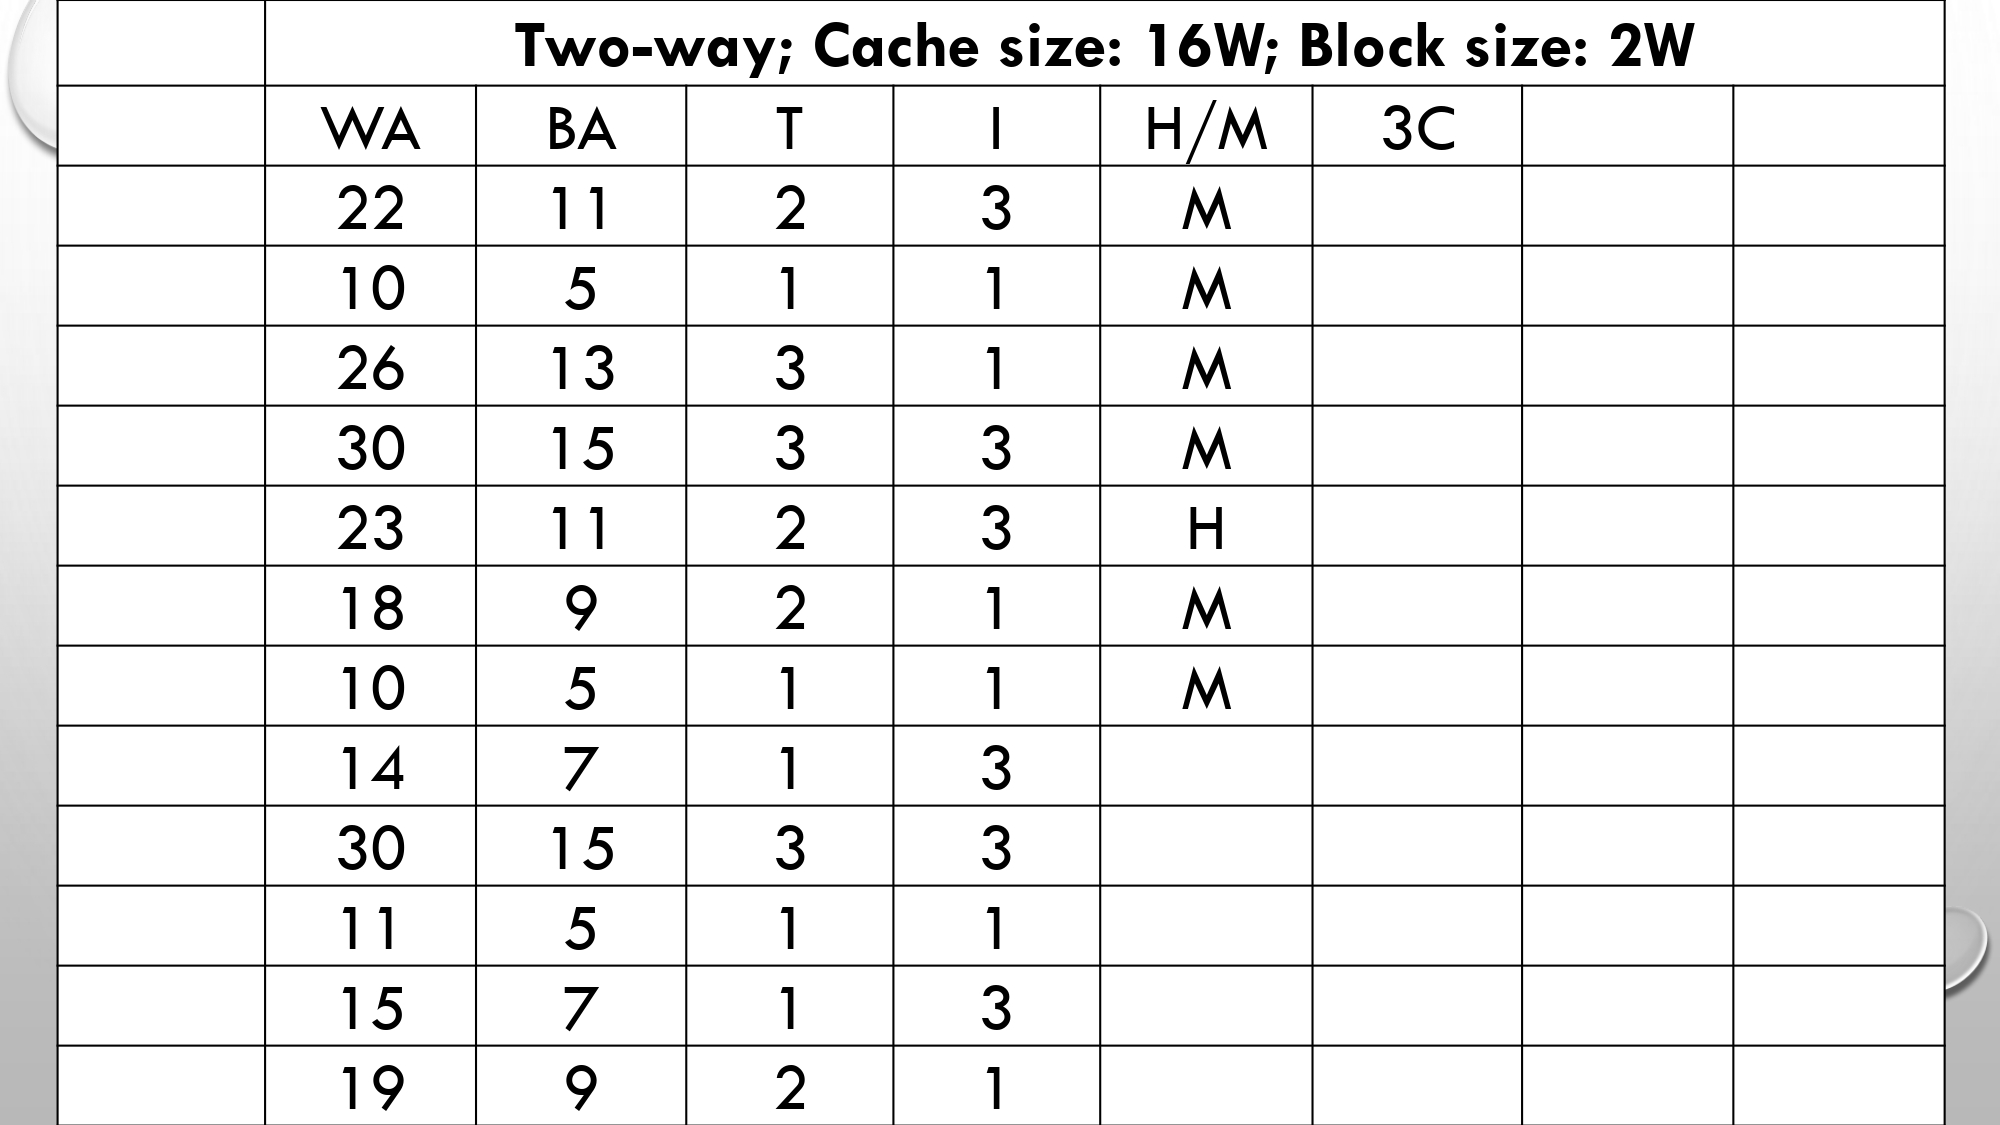 Two-way; Cache size: 16W; Block size: 2W
WA BA T I H/M 3C
22 11 2 3 M
10 5 1 1 M
26 13 3 1 M
30 15 3 3 M
23 11 2 3 H
18 9 2 1 M
10 5 1 1 M
14 7 1 3
30 15 3 3
11 5 1 1
15 7 1 3
19 9 2 1